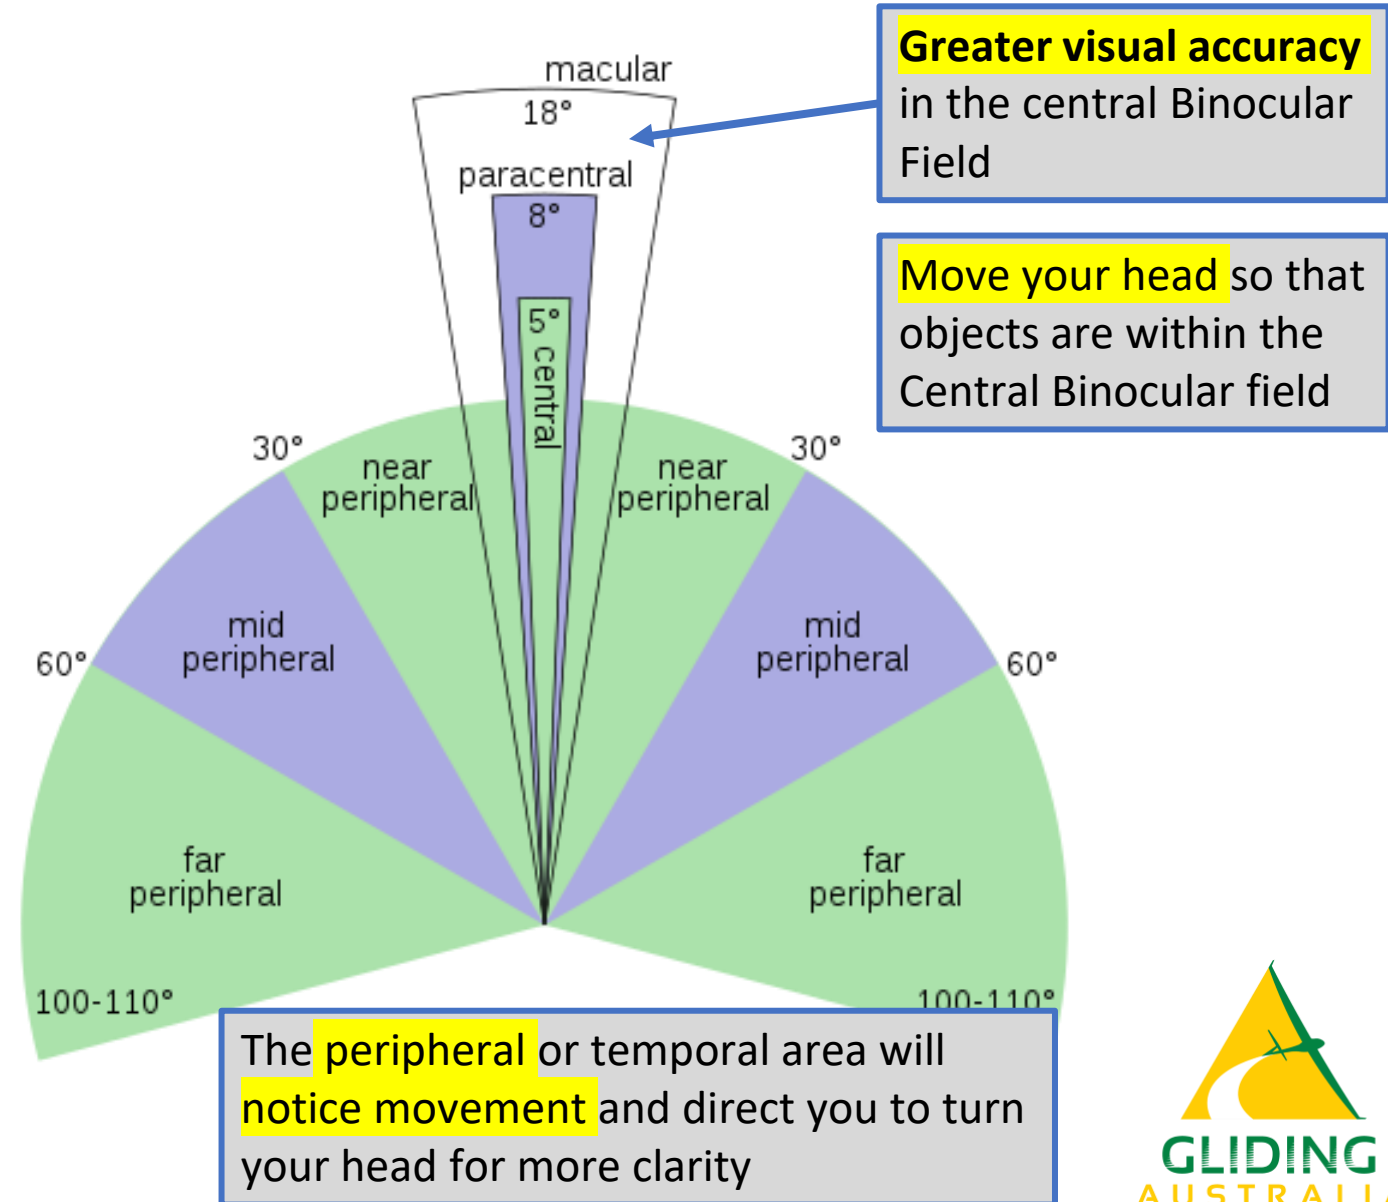 macular
18°
paracentral
8°
5° central
Greater visual accuracy
in the central Binocular
Field
Move your head so that
objects are within the
Central Binocular field
30°
near
peripheral
near
peripheral
30°
60°
mid
peripheral
mid
peripheral
60°
far
peripheral
far
peripheral
100-110°
100-110°
The peripheral or temporal area will
notice movement and direct you to turn
your head for more clarity
GLIDING
AUSTRALIA